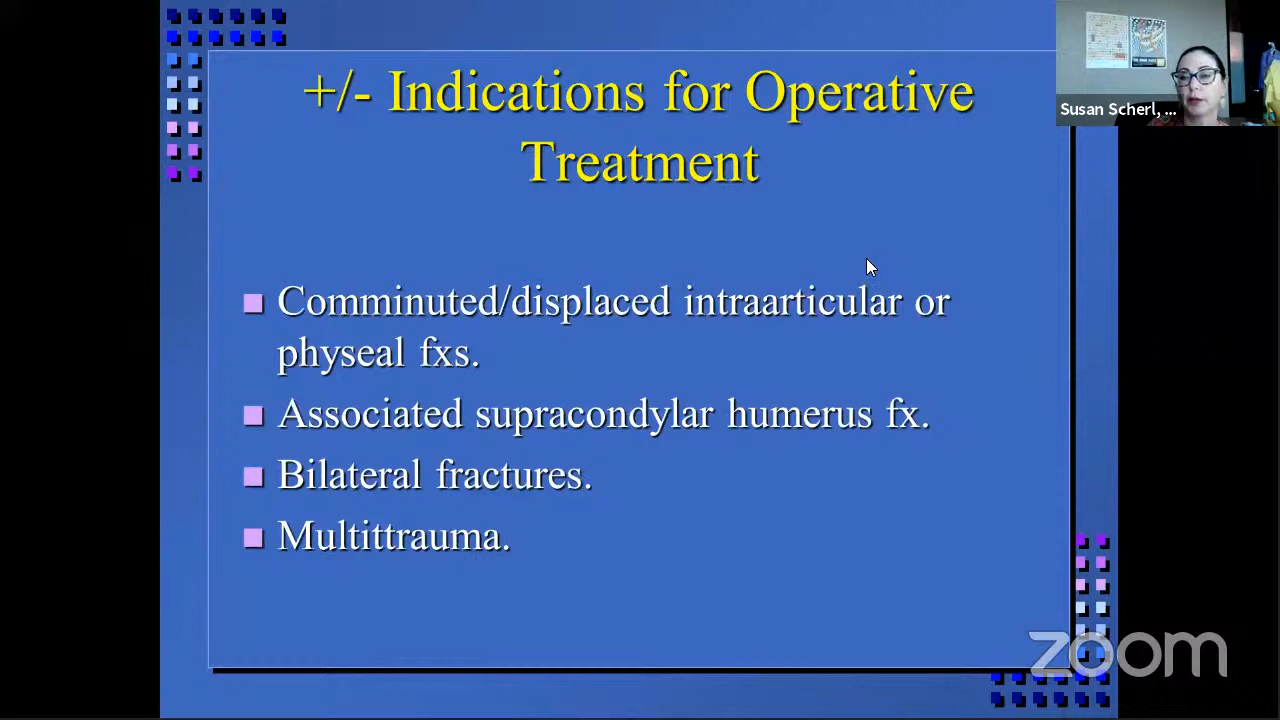 +/- Indications for Operative
Treatment
Comminuted/displaced intraarticular or
physeal fxs.
Associated supracondylar humerus fx.
Bilateral fractures.
Multittrauma.
Susan Scherl, ...
zoom